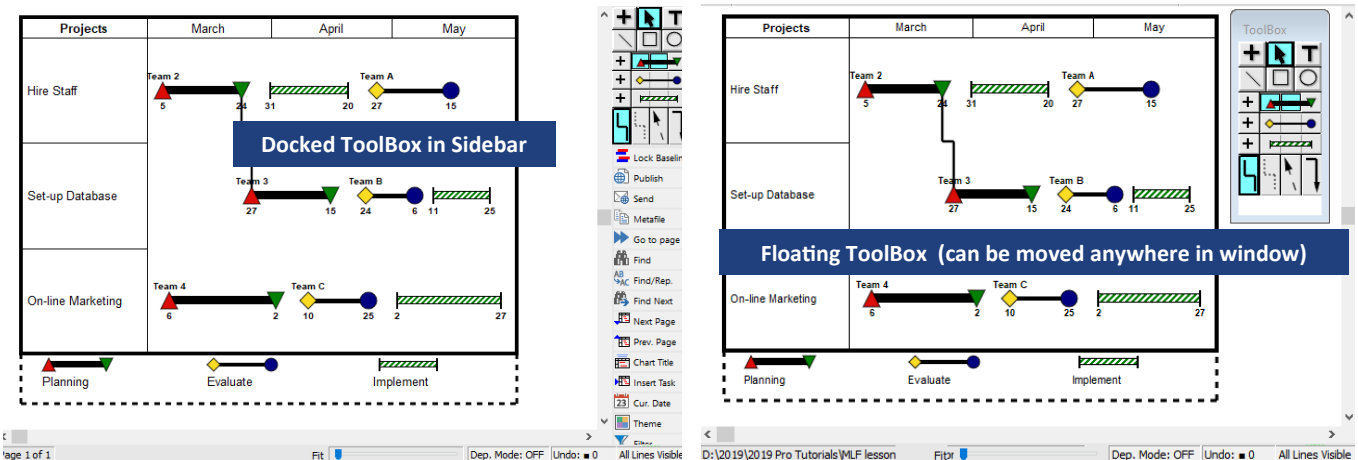 Projects March April May
Hire Staff
Team 2 Team A
5 24 31 20 27 15
Docked ToolBox in Sidebar
Set-up Database
Team 3 Team B
27 15 24 6 11 25
On-line Marketing
Team 4 Team C
6 2 10 25 2 27
Planning Evaluate Implement
T
Lock Baselin
Publish
Send
Metafile
Go to page
Find
AB AC Find/Rep.
Find Next
Next Page
Prev. Page
Chart Title
Insert Task
23 Cur. Date
Theme
Filter...
Page 1 of 1 Fit Dep. Mode: OFF Undo: 0 All Lines Visible
Projects March April May
Hire Staff
Team 2 Team A
5 24 31 20 27 15
Set-up Database
Team 3 Team B
27 15 24 6 11 25
Floating ToolBox (can be moved anywhere in window)
On-line Marketing
Team 4 Team C
6 2 10 25 2 27
Planning Evaluate Implement
ToolBox
T
D:\2019\2019 Pro Tutorials\MLF lesson Fit Dep. Mode: OFF Undo: 0 All Lines Visible